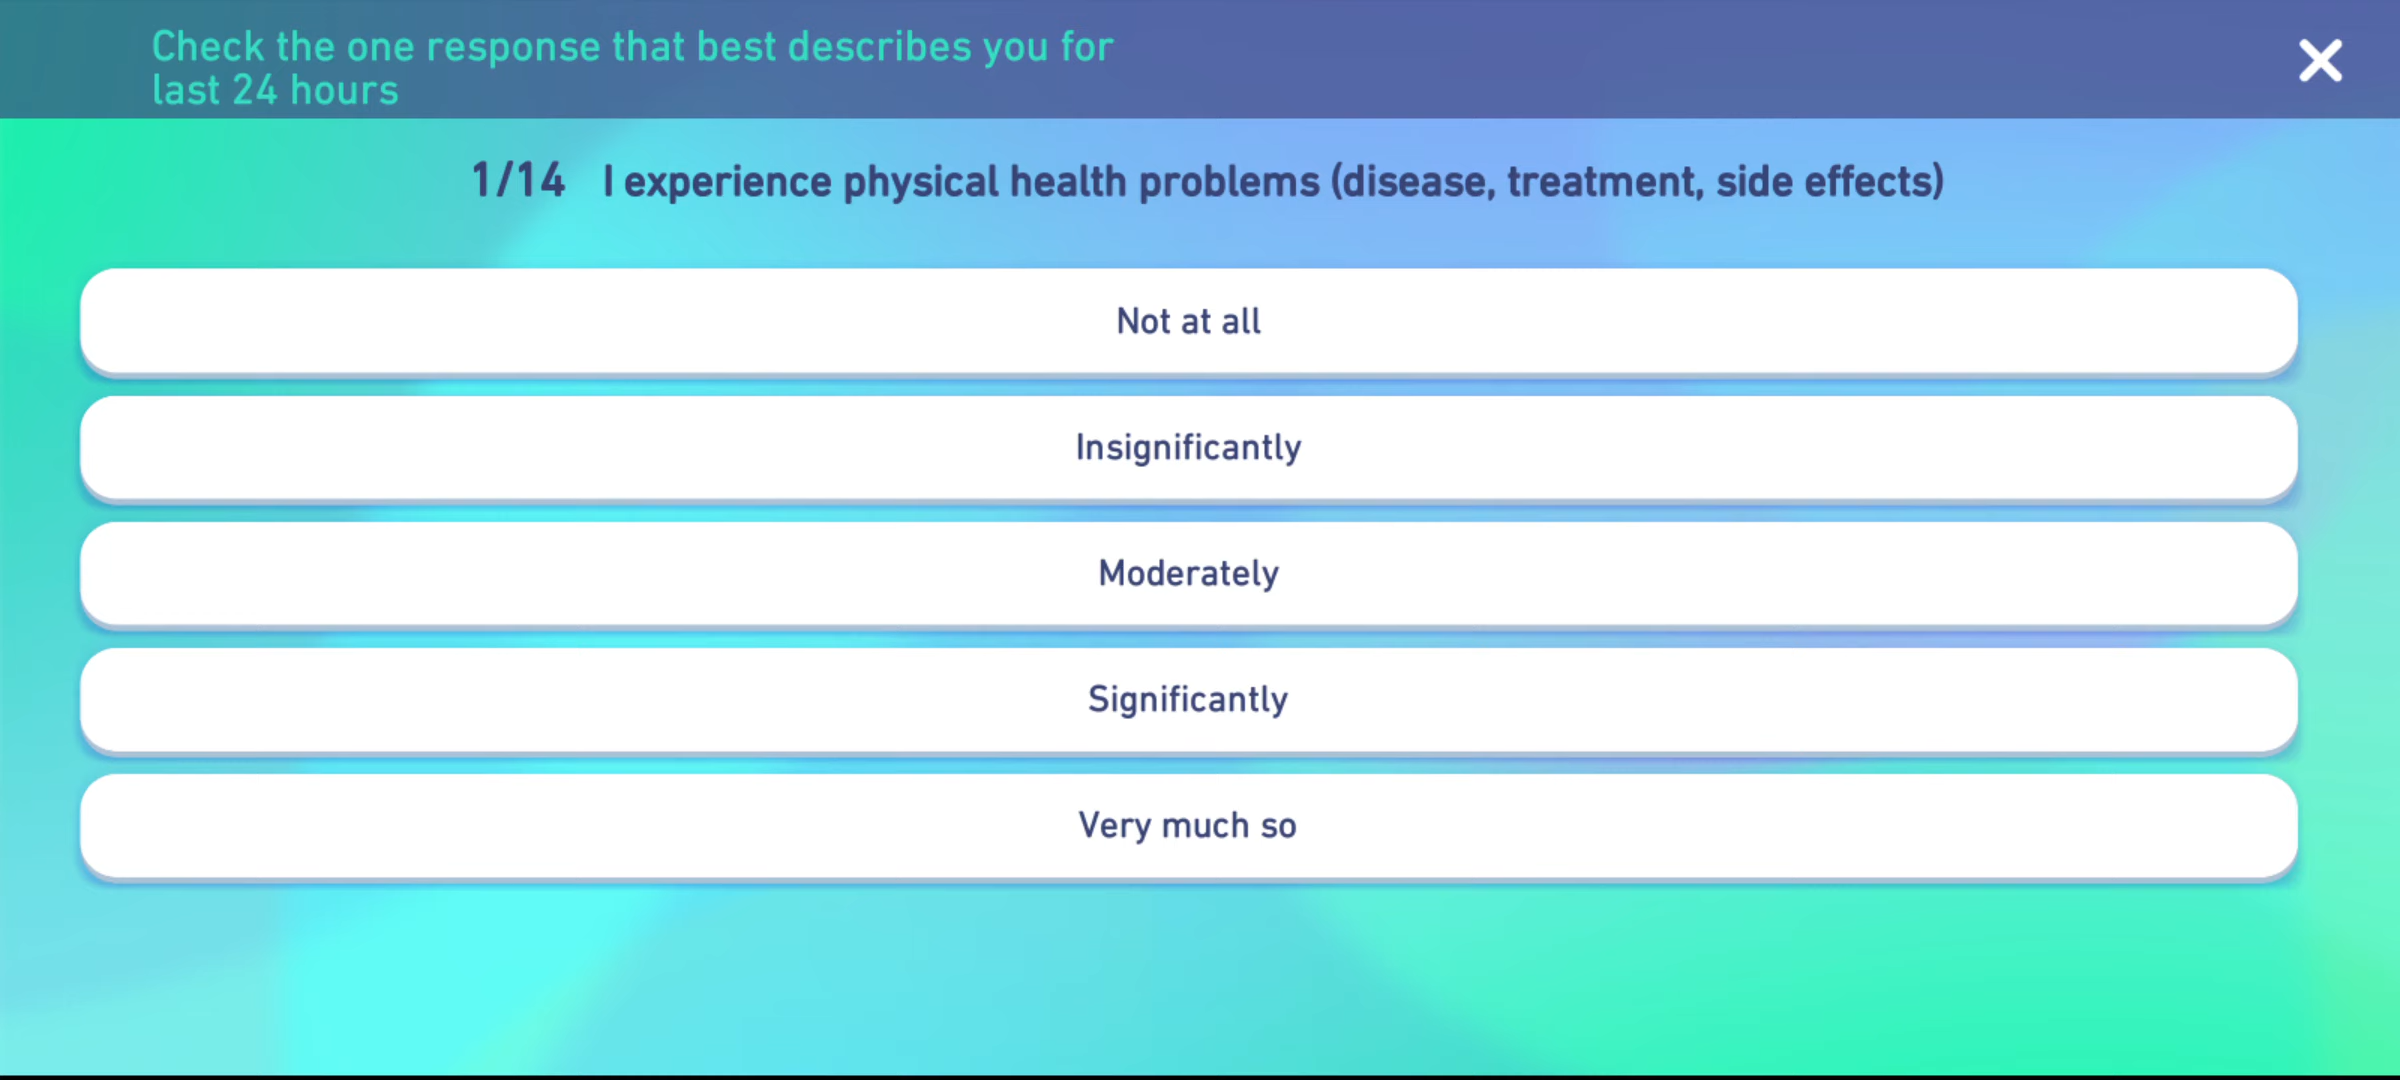 Check the one response that best describes you for
last 24 hours
1/14 I experience physical health problems (disease, treatment, side effects)
Not at all
Insignificantly
Moderately
Significantly
Very much so